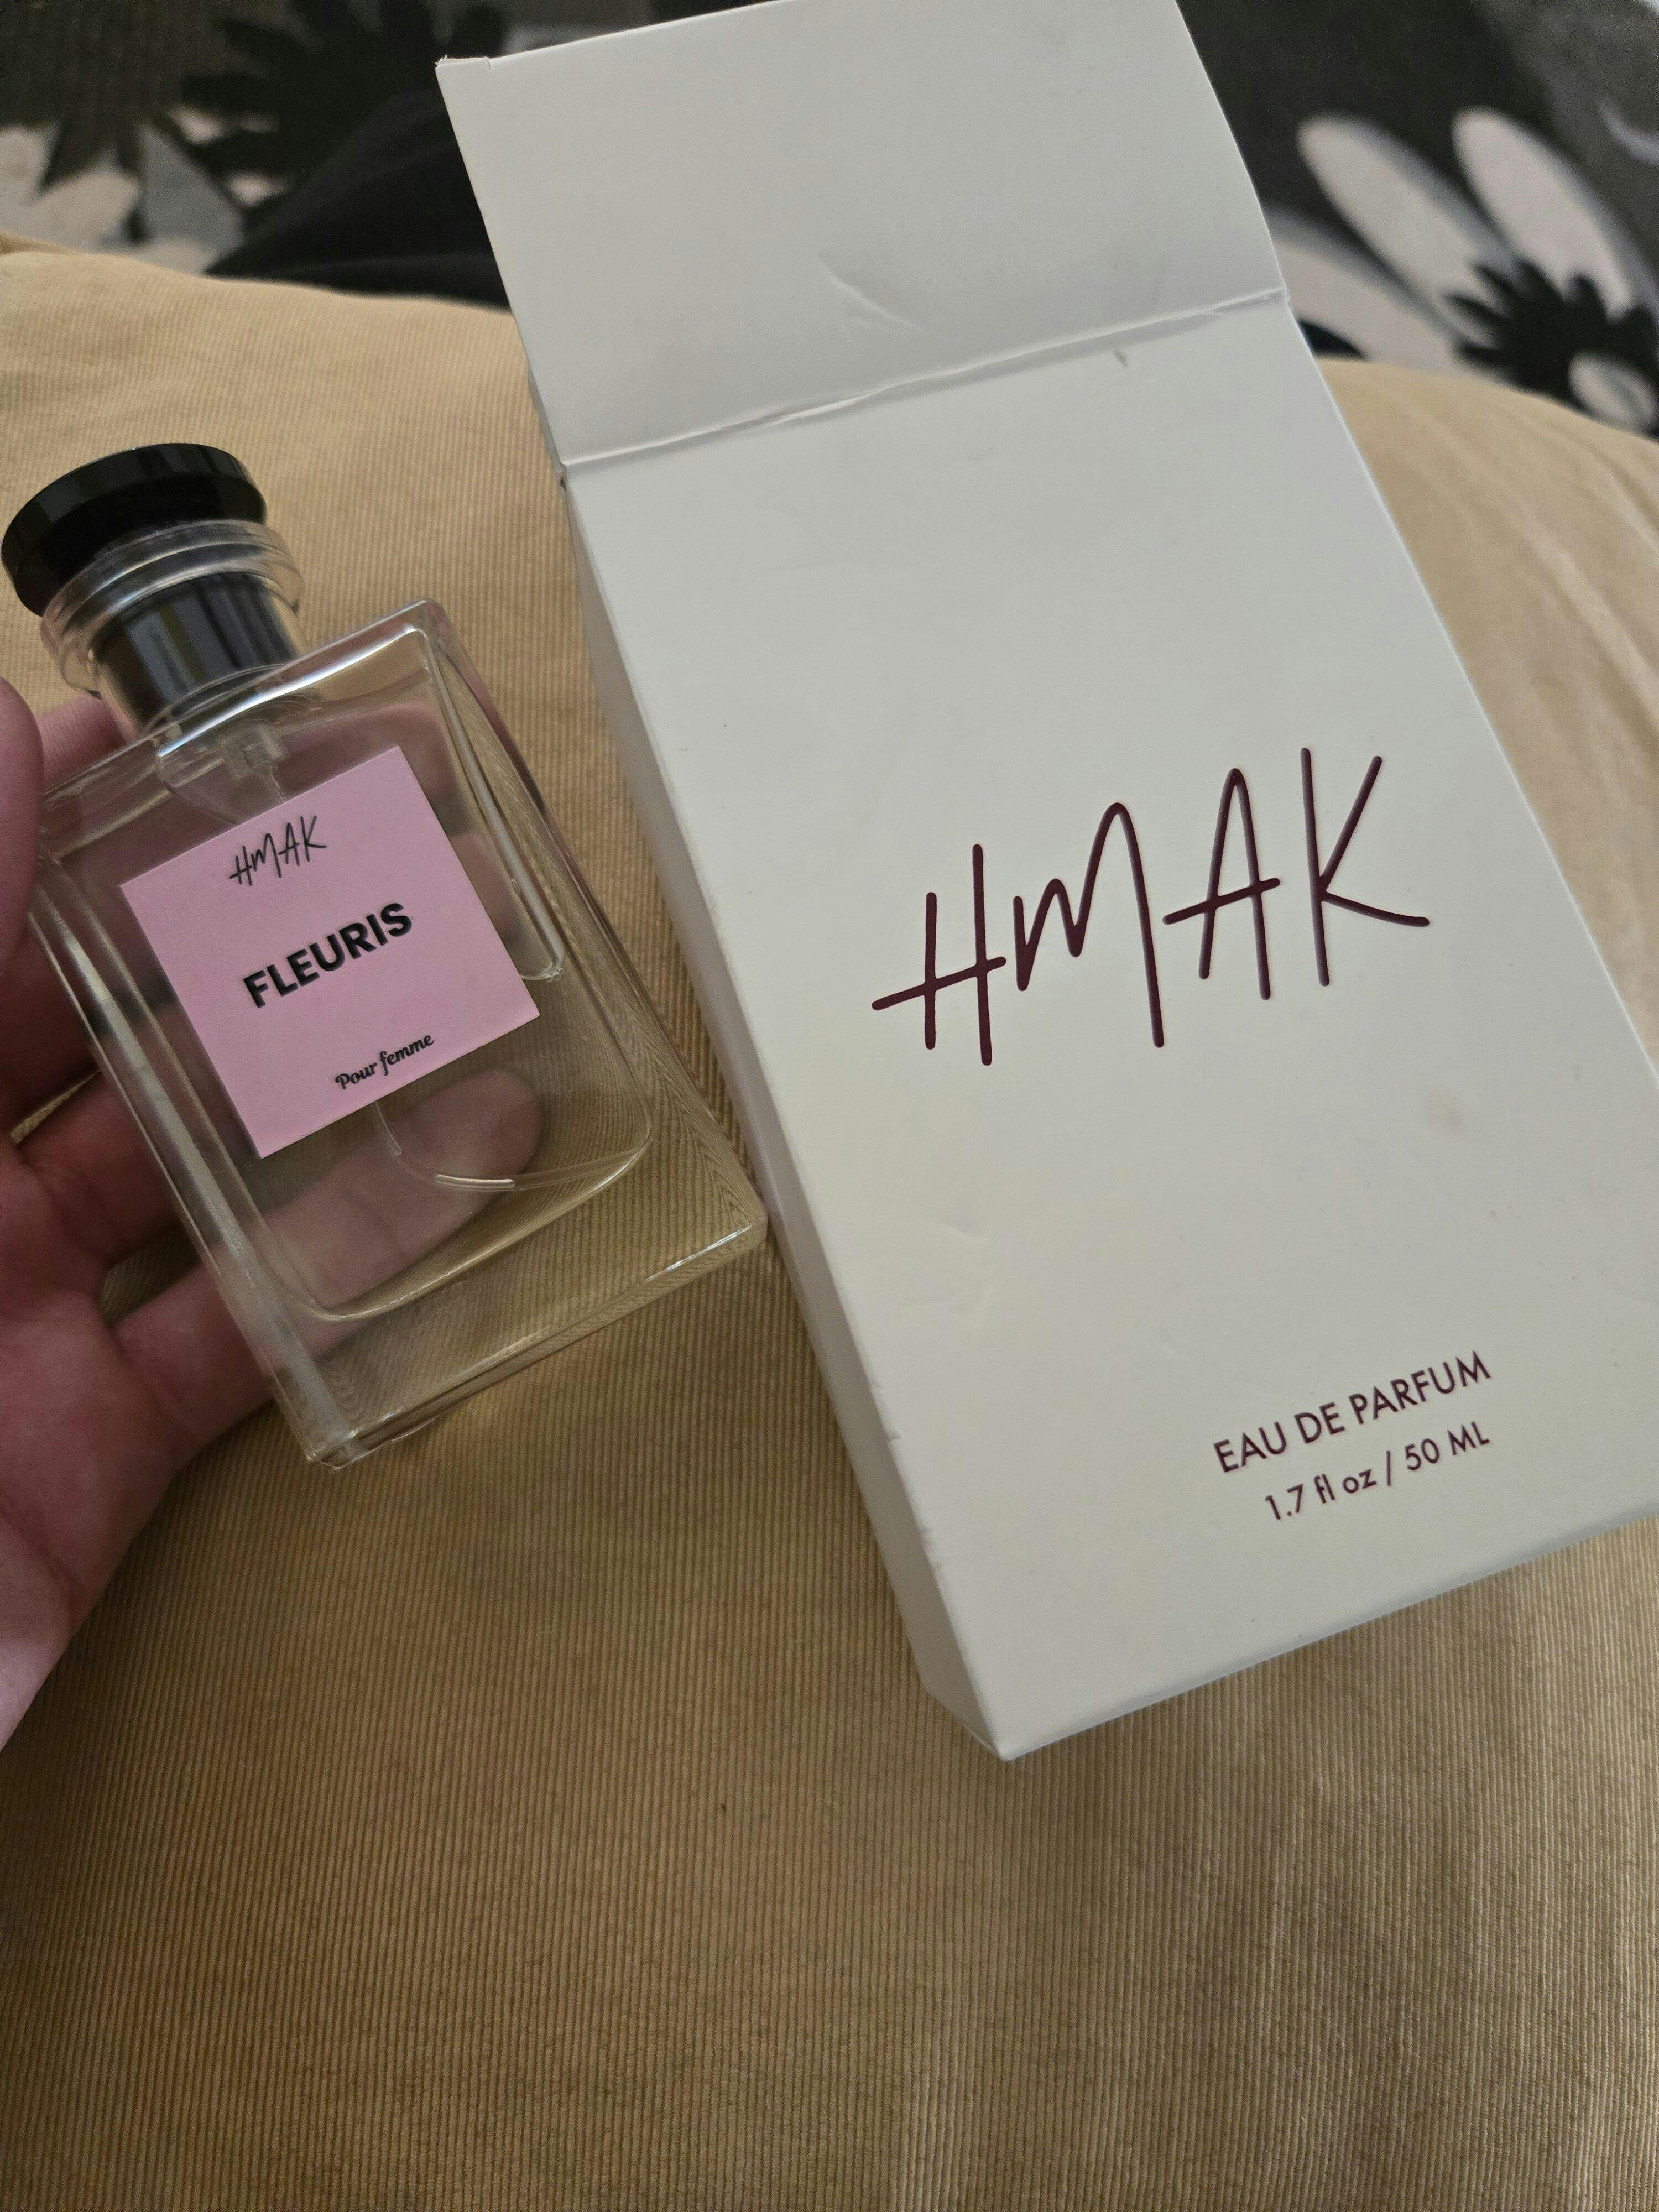 HMAK
FLEURIS
Pour femme
HMAK
EAU DE PARFUM
1.7 fl oz / 50 ML